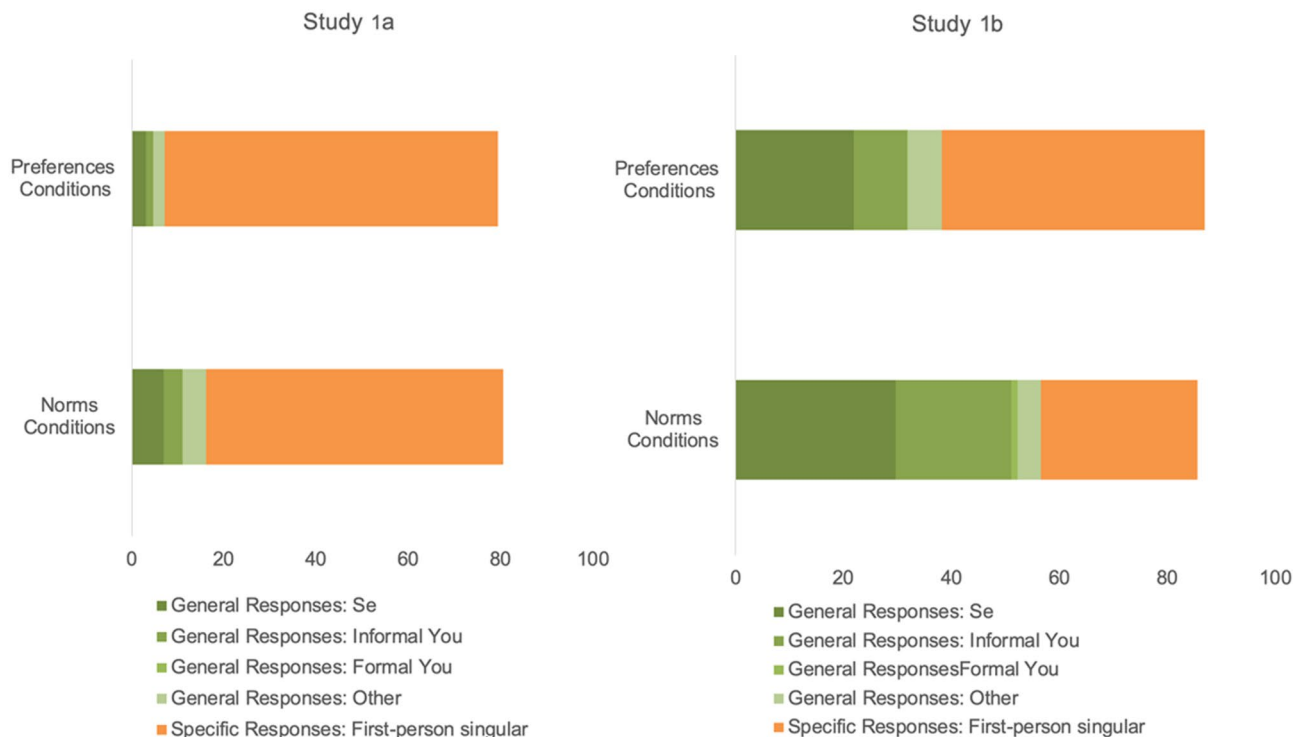 Study 1a
Preferences
Conditions
Norms
Conditions
0 20 40 60 80 100
General Responses: Se
General Responses: Informal You
General Responses: Formal You
General Responses: Other
Specific Responses: First-person singular
Study 1b
Preferences
Conditions
Norms
Conditions
0 20 40 60 80 100
General Responses: Se
General Responses: Informal You
General ResponsesFormal You
General Responses: Other
Specific Responses: First-person singular